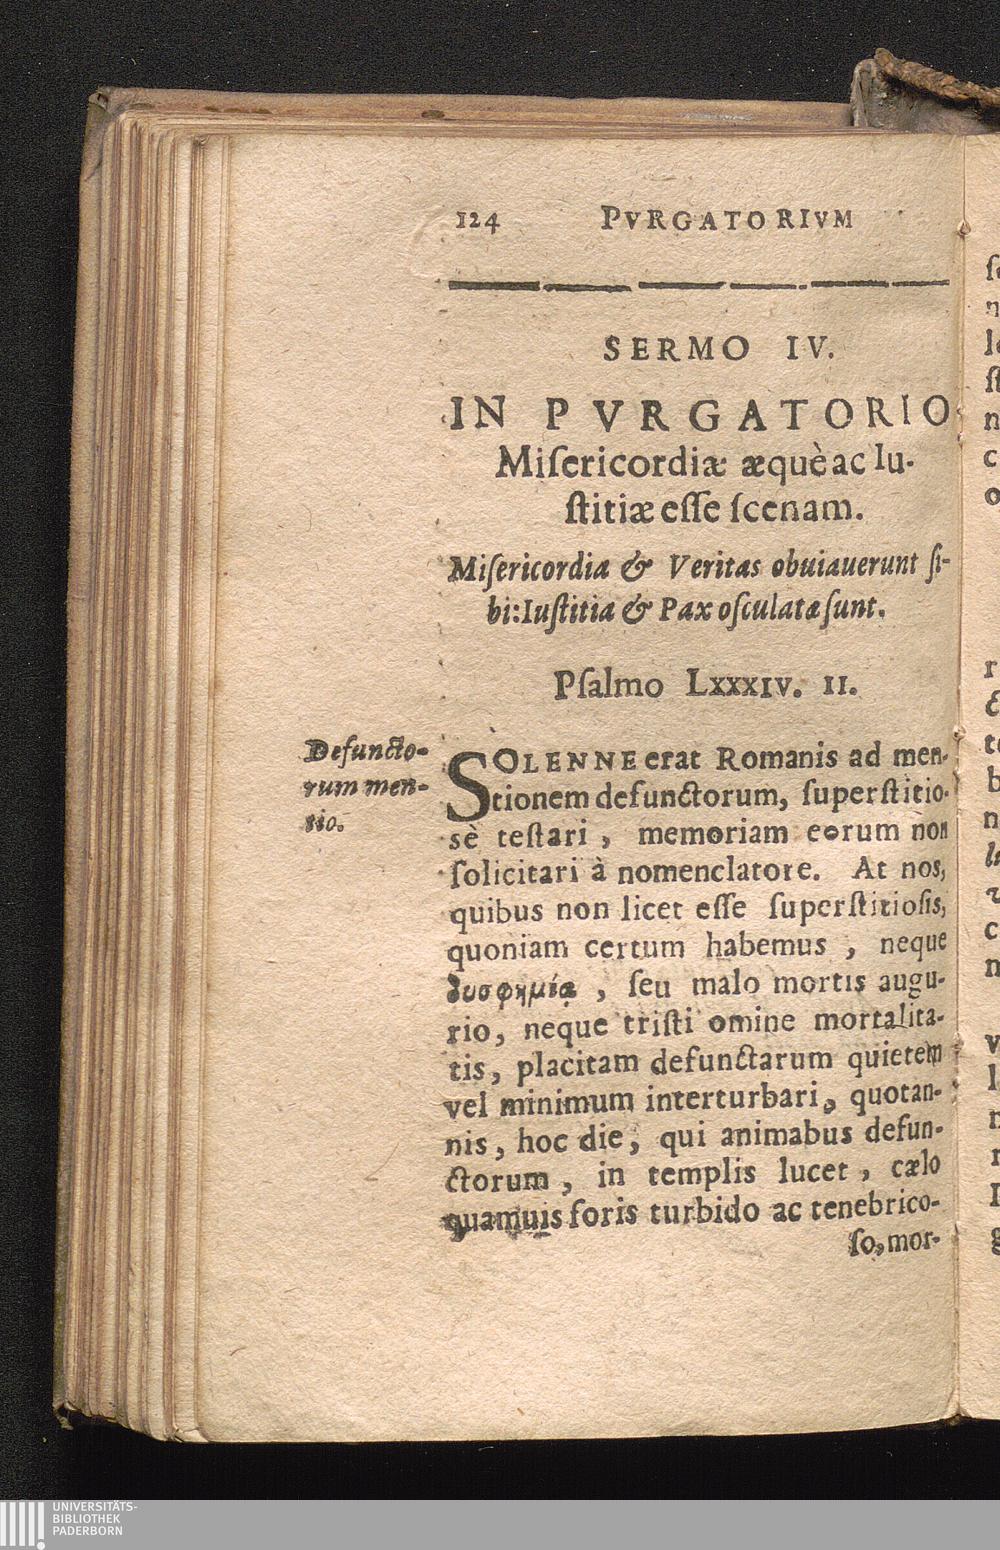 124 PVRGATORIVM
SERMO IV.
IN PVRGATORIO
Miſericordiæ æquè ac Iu-
ſtitiæ eſſe ſcenam.
Miſericordia & Veritas obuiauerunt ſi-
bi: Iuſtitia & Pax oſculatæ ſunt.
Pſalmo LXXXIV. II.
Defuncto-
rum men-
tio.
SOLENNE erat Romanis ad men-
tionem defunctorum, ſuperſtitio-
sè teſtari, memoriam eorum non
ſolicitari à nomenclatore. At nos,
quibus non licet eſſe ſuperſtitioſis,
quoniam certum habemus, neque
δυσφημίᾳ, ſeu malo mortis augu-
rio, neque triſti omine mortalita-
tis, placitam defunctarum quietem
vel minimum interturbari, quotan-
nis, hoc die, qui animabus defun-
ctorum, in templis lucet, cælo
quamuis foris turbido ac tenebrico-
ſo, mor-
UNIVERSITÄTS-
BIBLIOTHEK
PADERBORN